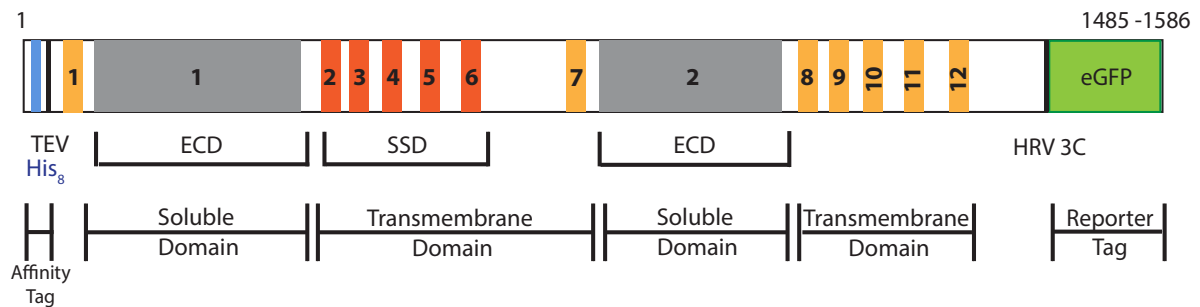 1
1485 -1586
1 1 2 3 4 5 6 7 2 8 9 10 11 12 eGFP
TEV ECD SSD ECD HRV 3C
His8
Soluble Transmembrane Soluble Transmembrane Reporter
Domain Domain Domain Domain Tag
Affinity
Tag